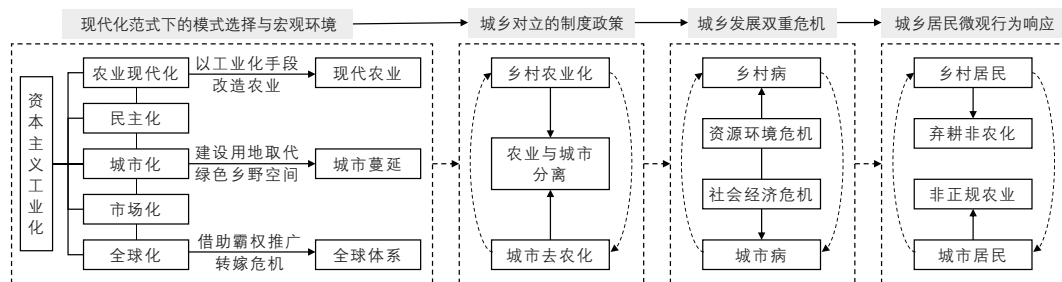 现代化范式下的模式选择与宏观环境
城乡对立的制度政策
城乡发展双重危机
城乡居民微观行为响应
资本主义工业化
农业现代化
民主化
城市化
市场化
全球化
以工业化手段
改造农业
建设用地取代
绿色乡野空间
借助霸权推广
转嫁危机
现代农业
城市蔓延
全球体系
乡村农业化
农业与城市
分离
城市去农化
乡村病
资源环境危机
社会经济危机
城市病
乡村居民
弃耕非农化
非正规农业
城市居民